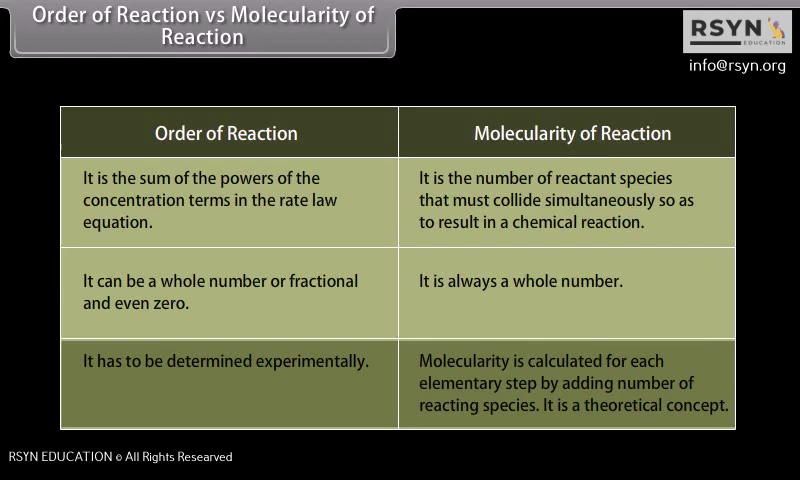 Order of Reaction vs Molecularity of
Reaction
RSYN
EDUCATION
info@rsyn.org
Order of Reaction
Molecularity of Reaction
It is the sum of the powers of the
concentration terms in the rate law
equation.
It is the number of reactant species
that must collide simultaneously so as
to result in a chemical reaction.
It can be a whole number or fractional
and even zero.
It is always a whole number.
It has to be determined experimentally.
Molecularity is calculated for each
elementary step by adding number of
reacting species. It is a theoretical concept.
RSYN EDUCATION © All Rights Researved